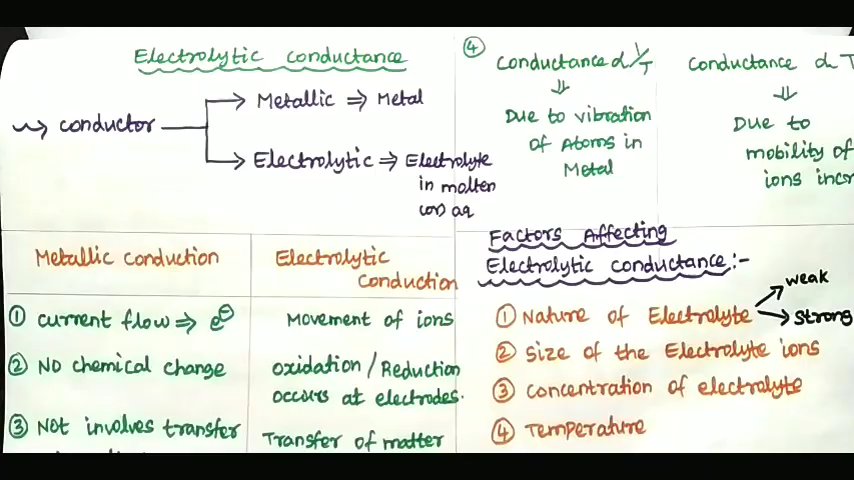 Electrolytic conductance
conductor
Metallic ⇒ Metal
Electrolytic ⇒ Electrolyte
in molten
(or) aq
Metallic conduction
Electrolytic
Conduction
① current flow ⇒ e⊖
Movement of ions
② No chemical change
oxidation/Reduction
occurs at electrodes.
③ Not involves transfer
Transfer of matter
④
Conductance α 1/T
⇓
Due to vibration
of Atoms in
Metal
Conductance α T
⇓
Due to
mobility of
ions incr
Factors Affecting
Electrolytic conductance:-
① Nature of Electrolyte
weak
strong
② Size of the Electrolyte ions
③ Concentration of electrolyte
④ Temperature